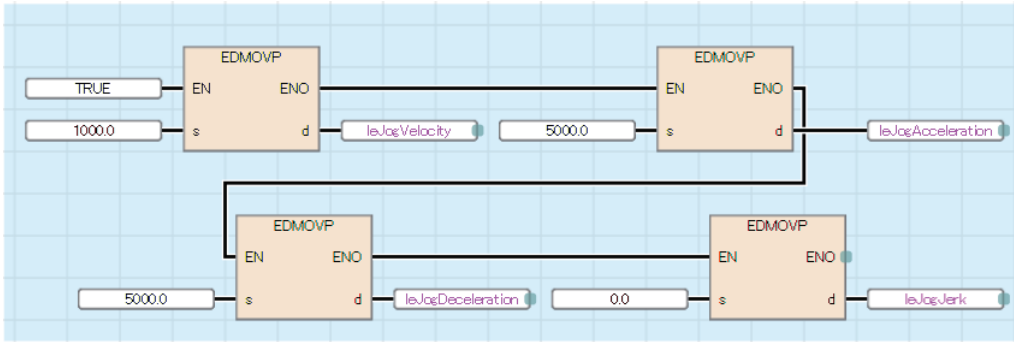 EDMOVP EDMOVP
TRUE EN ENO EN ENO
1000.0 s d leJogVelocity 5000.0 s d leJogAcceleration
EDMOVP EDMOVP
EN ENO EN ENO
5000.0 s d leJogDeceleration 0.0 s d leJogJerk